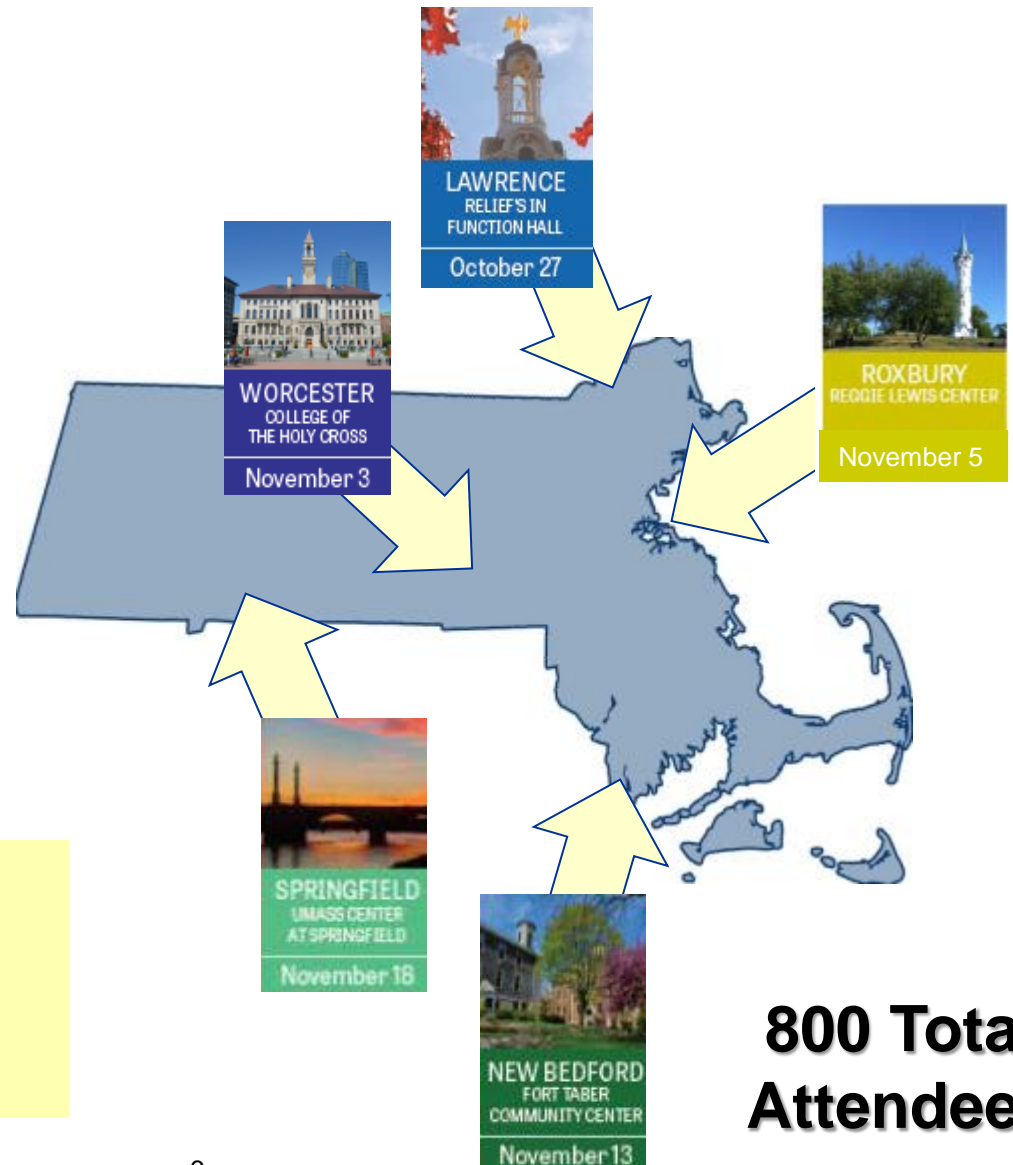 LAWRENCE
RELIEF'S IN
FUNCTION HALL
October 27
WORCESTER
COLLEGE OF
THE HOLY CROSS
November 3
ROXBURY
REGGIE LEWIS CENTER
November 5
SPRINGFIELD
UMASS CENTER
AT SPRINGFIELD
November 18
NEW BEDFORD
FORT TABER
COMMUNITY CENTER
November 13
800 Tota
Attendee